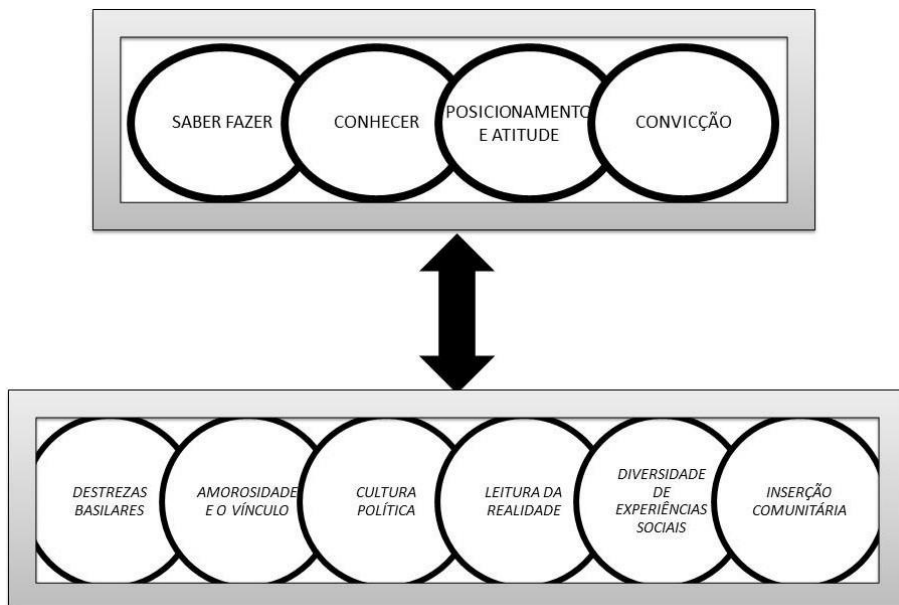 SABER FAZER
CONHECER
POSICIONAMENTO
E ATITUDE
CONVICÇÃO
DESTREZAS
BASILARES
AMOROSIDADE
E O VÍNCULO
CULTURA
POLÍTICA
LEITURA DA
REALIDADE
DIVERSIDADE
DE
EXPERIÊNCIAS
SOCIAIS
INSERÇÃO
COMUNITÁRIA